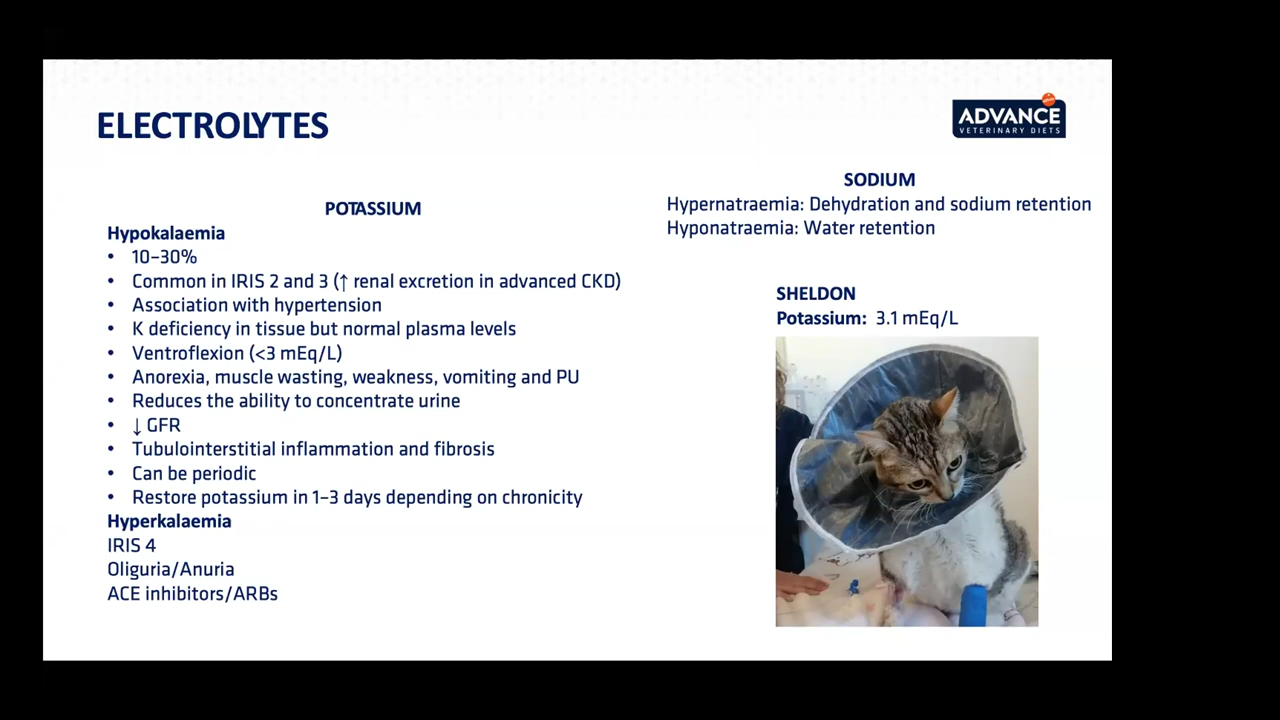 ELECTROLYTES
ADVANCE
VETERINARY DIETS
POTASSIUM
Hypokalaemia
• 10–30%
• Common in IRIS 2 and 3 (↑ renal excretion in advanced CKD)
• Association with hypertension
• K deficiency in tissue but normal plasma levels
• Ventroflexion (<3 mEq/L)
• Anorexia, muscle wasting, weakness, vomiting and PU
• Reduces the ability to concentrate urine
• ↓ GFR
• Tubulointerstitial inflammation and fibrosis
• Can be periodic
• Restore potassium in 1–3 days depending on chronicity
Hyperkalaemia
IRIS 4
Oliguria/Anuria
ACE inhibitors/ARBs
SODIUM
Hypernatraemia: Dehydration and sodium retention
Hyponatraemia: Water retention
SHELDON
Potassium: 3.1 mEq/L